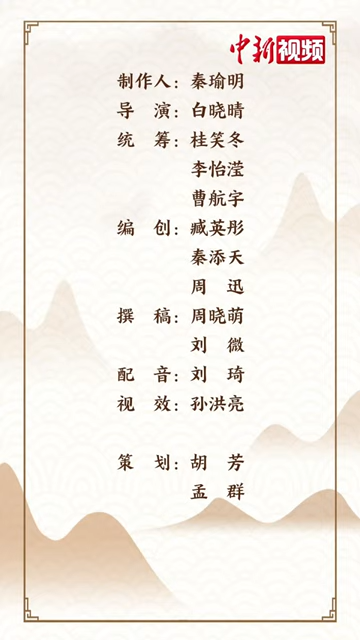 中新视频
制作人：秦瑜明
导　演：白晓晴
统　筹：桂笑冬
李怡滢
曹航宇
编　创：臧英彤
秦添天
周　迅
撰　稿：周晓萌
刘　微
配　音：刘　琦
视　效：孙洪亮
策　划：胡　芳
孟　群